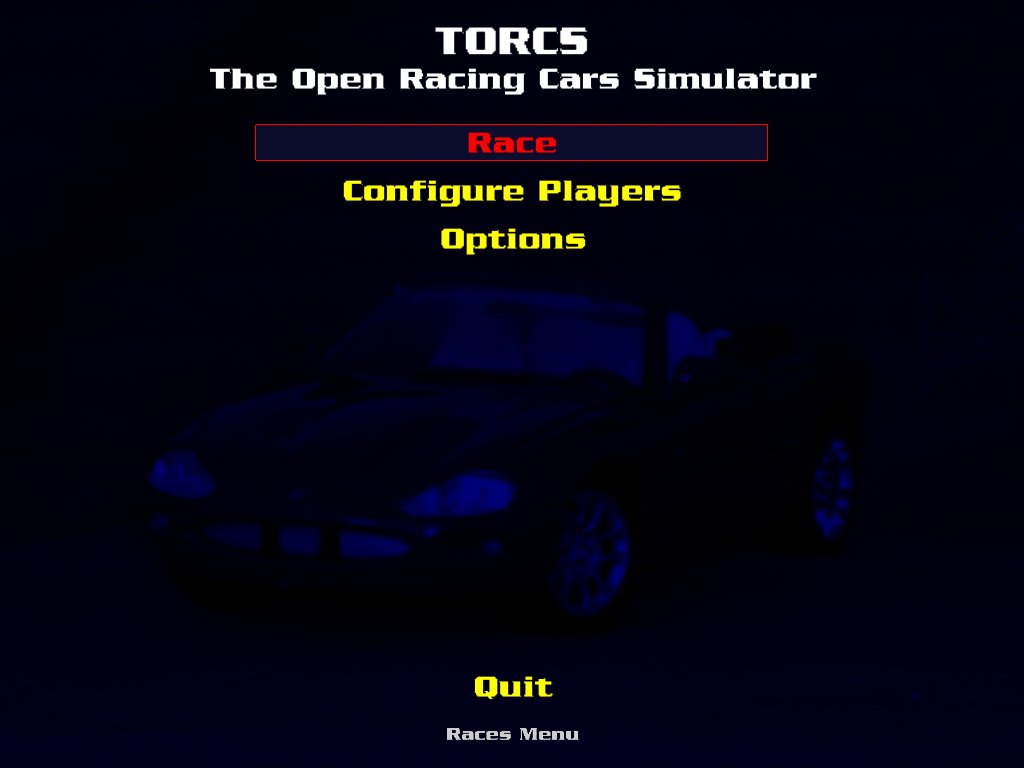 TORCS
The Open Racing Cars Simulator
Race
Configure Players
Options
Quit
Races Menu